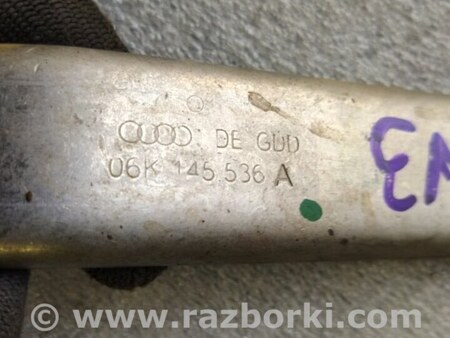 DE GUD
06K 145 536 A
© www.razborki.com